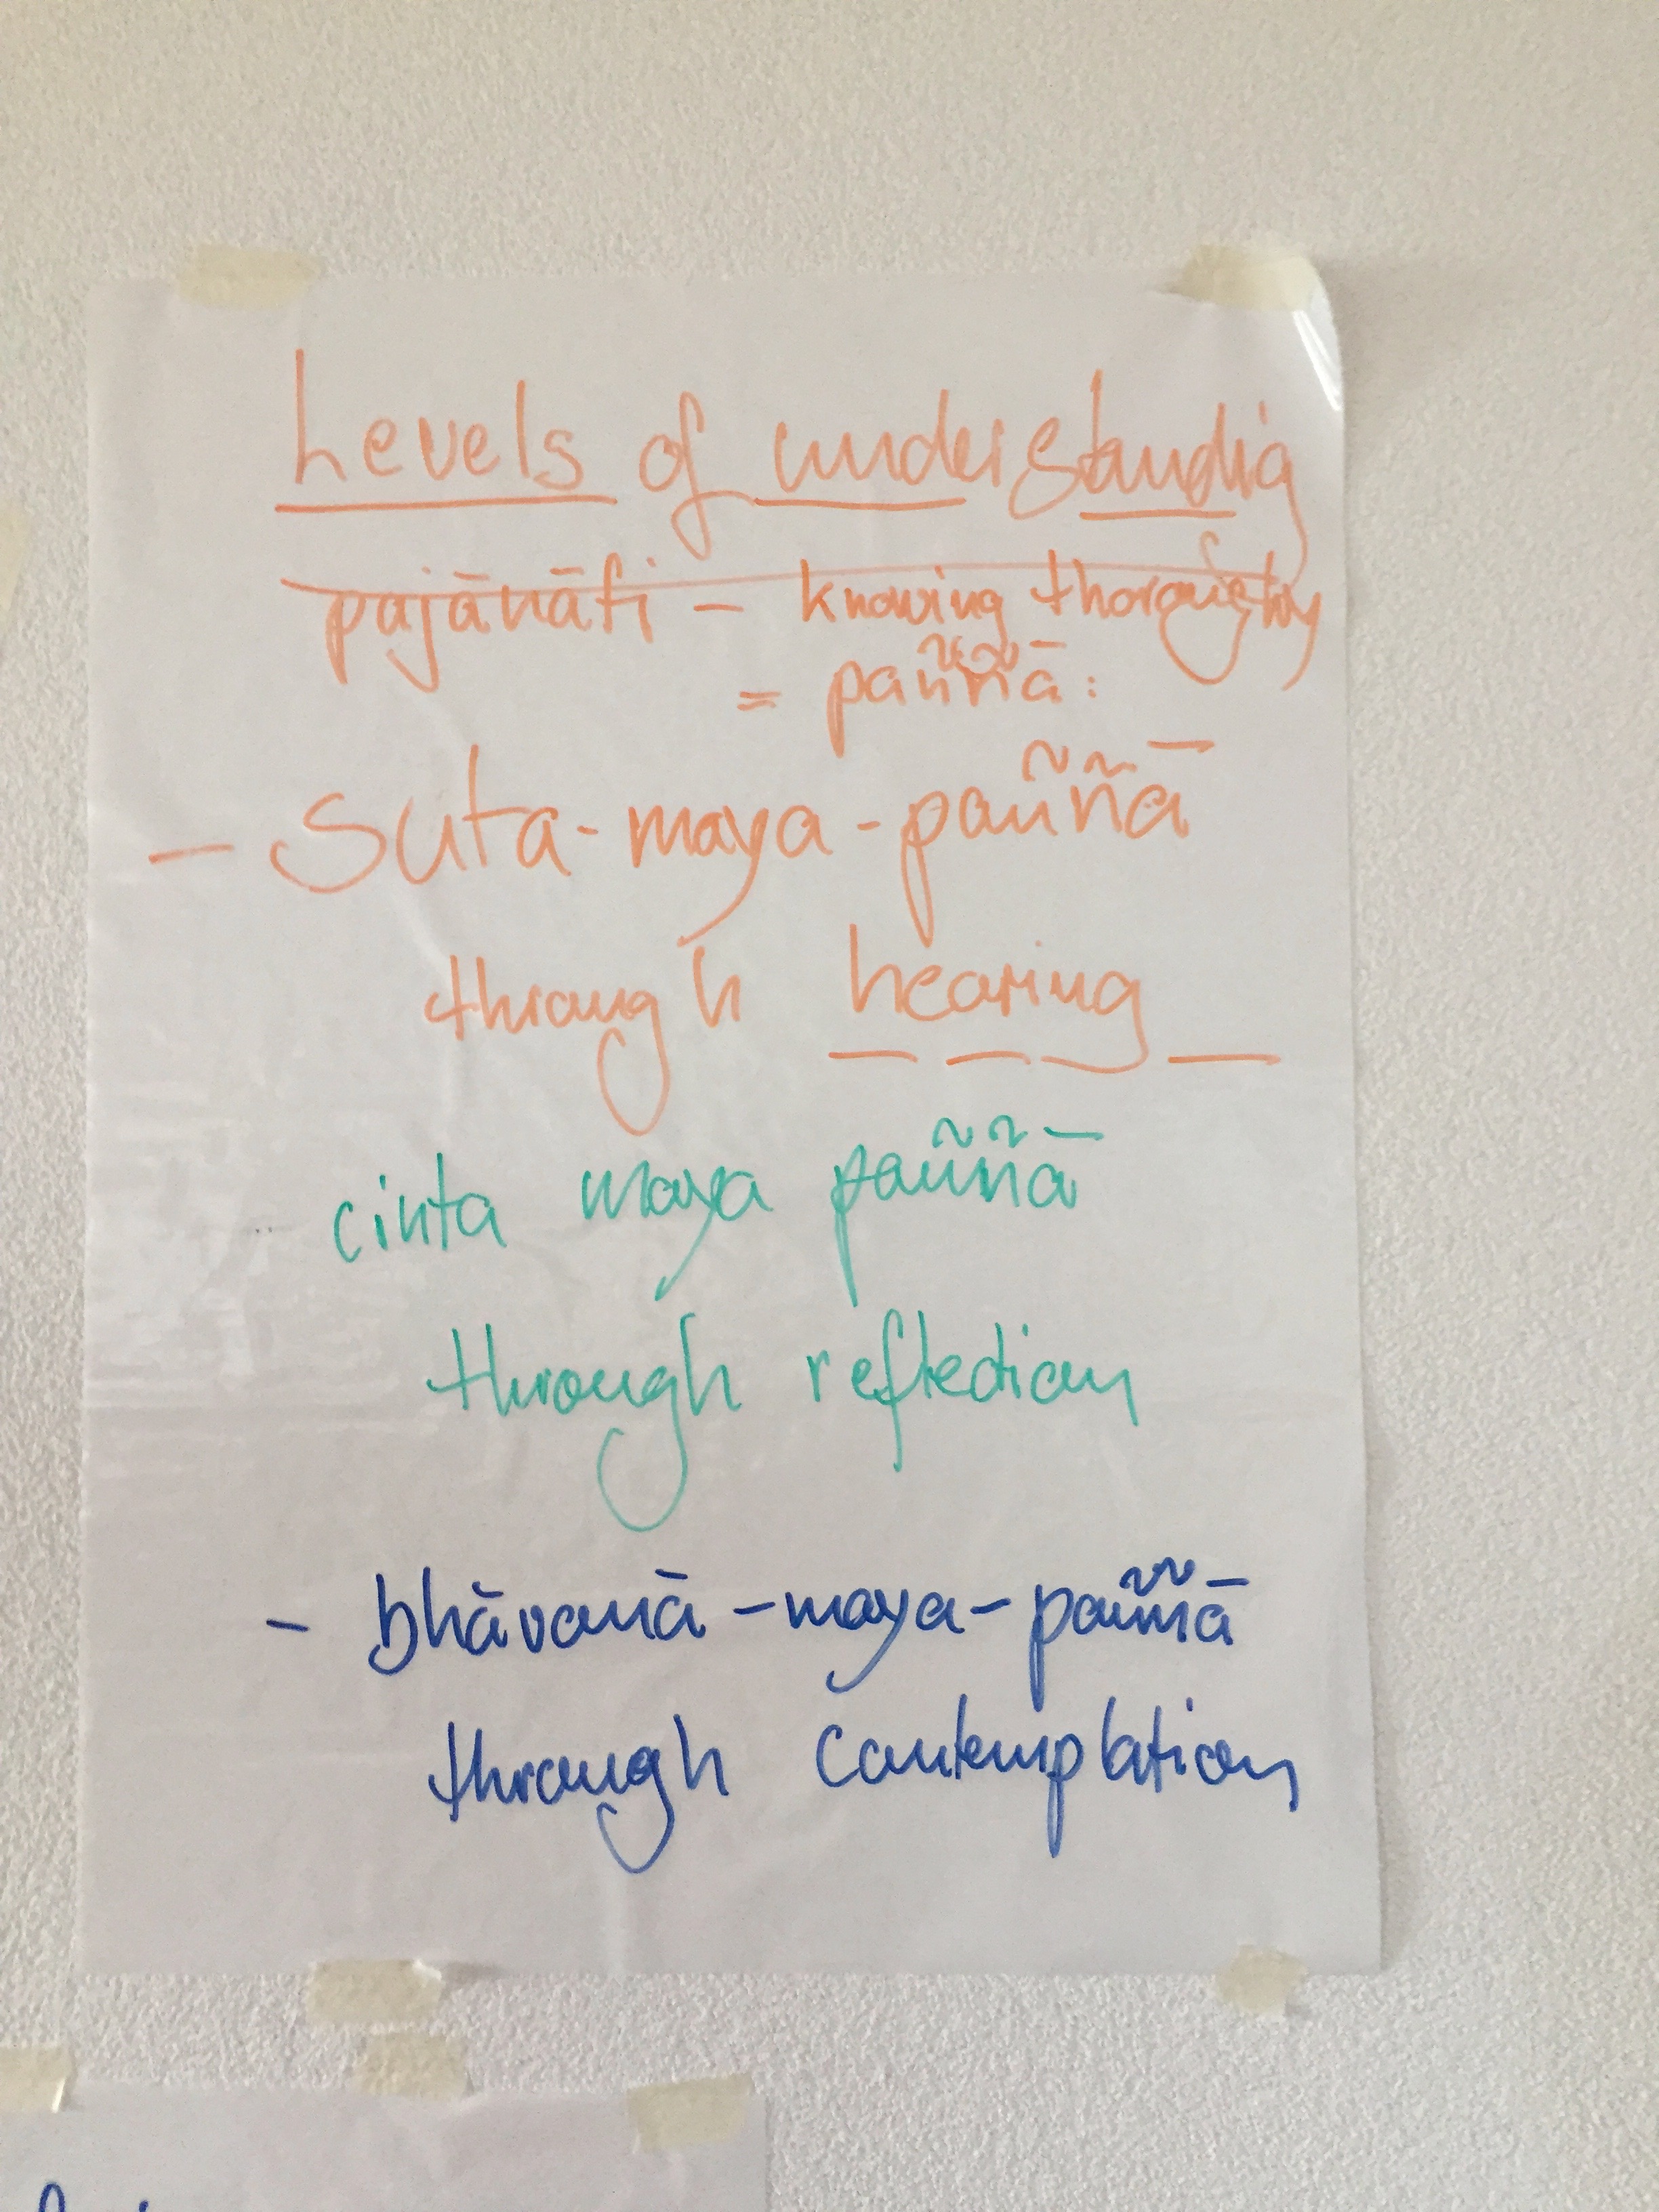 Levels of understandig
pajānāti - knowing thoroughly
= paññā:
- suta-maya-paññā
through hearing
cinta maya paññā
through reflection
- bhāvanā-maya-paññā
through contemplation